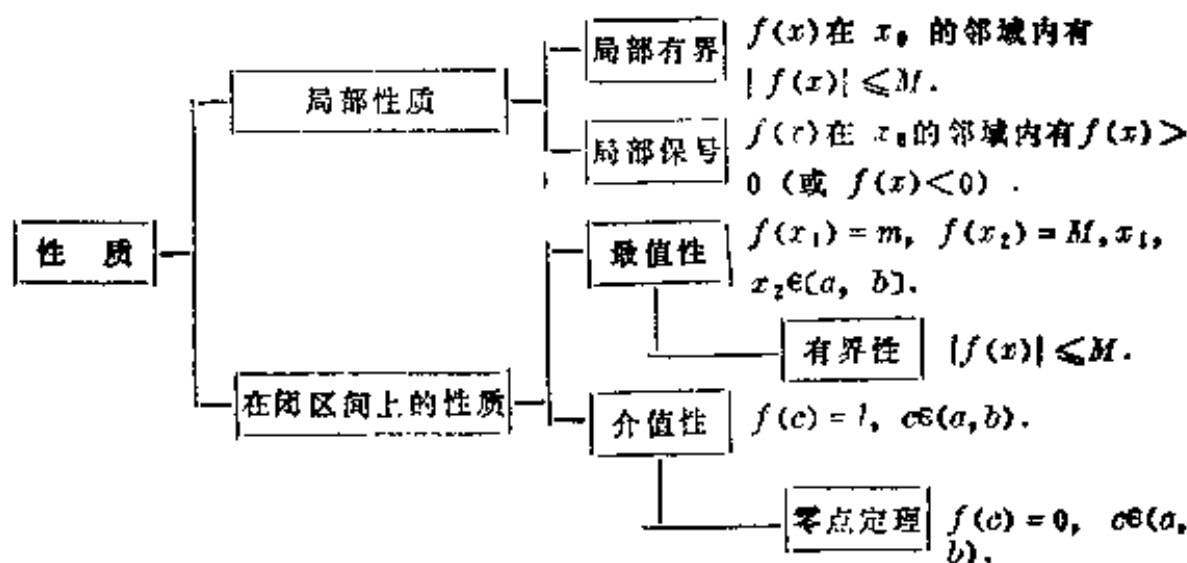 局部有界 f(x)在 x₀ 的邻域内有
|f(x)|≤M.
局部性质
局部保号 f(x)在 x₀的邻域内有f(x)>
0 (或 f(x)<0) .
性 质
最值性 f(x₁)=m, f(x₂)=M,x₁,
x₂∈[a, b].
有界性 |f(x)|≤M.
在闭区间上的性质
介值性 f(c)=l, c∈(a,b).
零点定理 f(c)=0, c∈(a,
b).